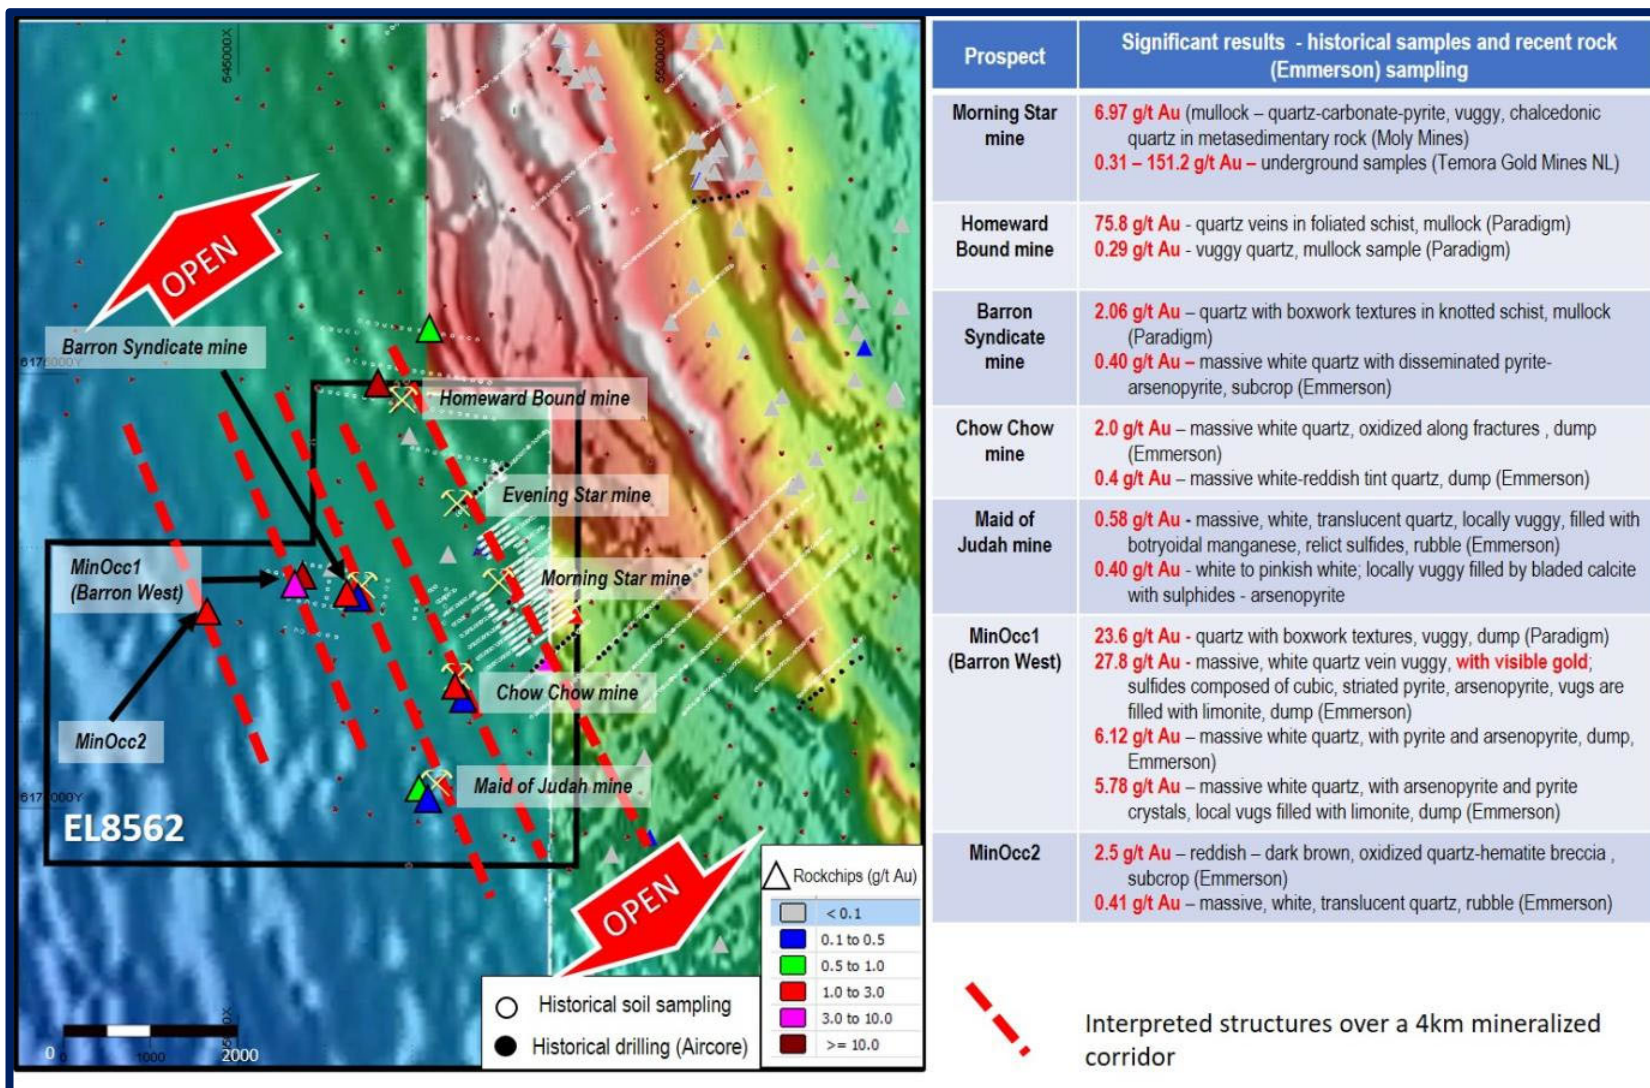 545000X
550000X
OPEN
Barron Syndicate mine
6175000Y
Homeward Bound mine
Evening Star mine
MinOcc1
(Barron West)
Morning Star mine
Chow Chow mine
MinOcc2
Maid of Judah mine
EL8562
OPEN
Rockchips (g/t Au)
< 0.1
0.1 to 0.5
0.5 to 1.0
1.0 to 3.0
3.0 to 10.0
>= 10.0
Historical soil sampling
Historical drilling (Aircore)
0
0
1000
2000
Prospect
Significant results - historical samples and recent rock
(Emmerson) sampling
Morning Star
mine
6.97 g/t Au (mullock – quartz-carbonate-pyrite, vuggy, chalcedonic
quartz in metasedimentary rock (Moly Mines)
0.31 – 151.2 g/t Au – underground samples (Temora Gold Mines NL)
Homeward
Bound mine
75.8 g/t Au - quartz veins in foliated schist, mullock (Paradigm)
0.29 g/t Au - vuggy quartz, mullock sample (Paradigm)
Barron
Syndicate
mine
2.06 g/t Au – quartz with boxwork textures in knotted schist, mullock
(Paradigm)
0.40 g/t Au – massive white quartz with disseminated pyrite-
arsenopyrite, subcrop (Emmerson)
Chow Chow
mine
2.0 g/t Au – massive white quartz, oxidized along fractures , dump
(Emmerson)
0.4 g/t Au – massive white-reddish tint quartz, dump (Emmerson)
Maid of
Judah mine
0.58 g/t Au - massive, white, translucent quartz, locally vuggy, filled with
botryoidal manganese, relict sulfides, rubble (Emmerson)
0.40 g/t Au - white to pinkish white; locally vuggy filled by bladed calcite
with sulphides - arsenopyrite
MinOcc1
(Barron West)
23.6 g/t Au - quartz with boxwork textures, vuggy, dump (Paradigm)
27.8 g/t Au - massive, white quartz vein vuggy, with visible gold;
sulfides composed of cubic, striated pyrite, arsenopyrite, vugs are
filled with limonite, dump (Emmerson)
6.12 g/t Au – massive white quartz, with pyrite and arsenopyrite, dump,
Emmerson)
5.78 g/t Au – massive white quartz, with arsenopyrite and pyrite
crystals, local vugs filled with limonite, dump (Emmerson)
MinOcc2
2.5 g/t Au – reddish – dark brown, oxidized quartz-hematite breccia ,
subcrop (Emmerson)
0.41 g/t Au – massive, white, translucent quartz, rubble (Emmerson)
Interpreted structures over a 4km mineralized
corridor